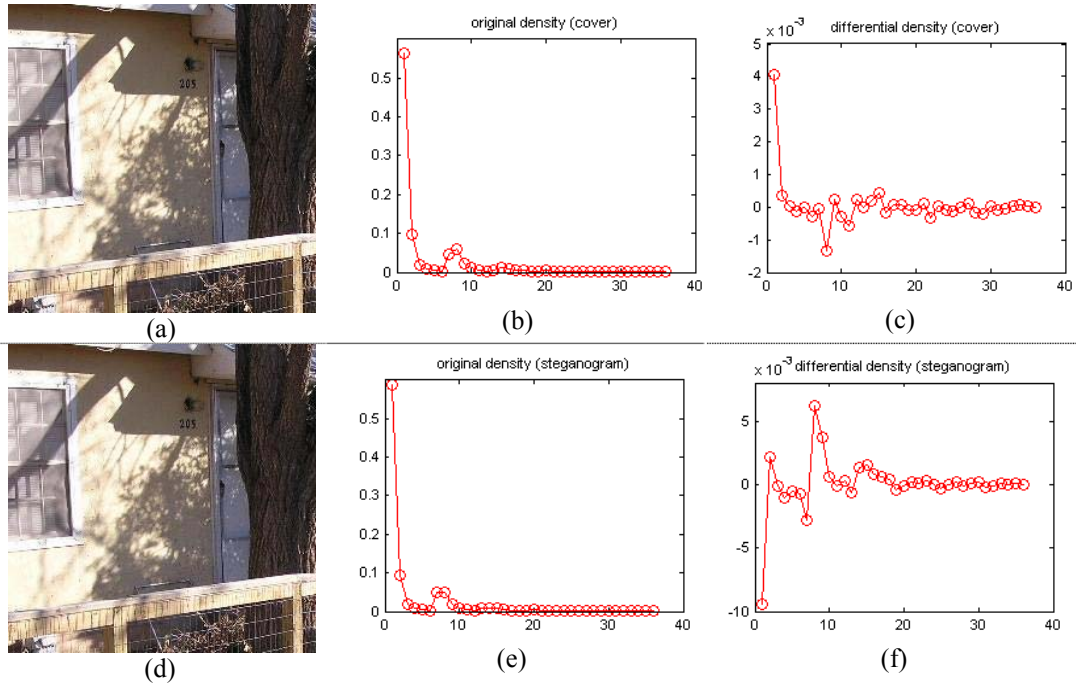 205
(a)
original density (cover)
0.5
0.4
0.3
0.2
0.1
0
0 10 20 30 40
(b)
differential density (cover)
× 10⁻³
5
4
3
2
1
0
-1
-2
0 10 20 30 40
(c)
205
(d)
original density (steganogram)
0.5
0.4
0.3
0.2
0.1
0
0 10 20 30 40
(e)
× 10⁻³ differential density (steganogram)
5
0
-5
-10
0 10 20 30 40
(f)